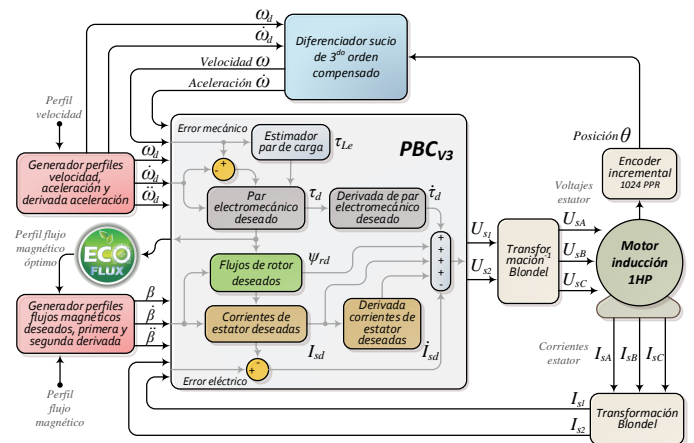 ω_d
ω̇_d
Velocidad ω
Aceleración ω̇
Diferenciador sucio
de 3^do orden
compensado
Perfil
velocidad
Generador perfiles
velocidad,
aceleración y
derivada aceleración
ω_d
ω̇_d
ω̈_d
Error mecánico
Estimador
par de carga
τ_Le
PBC_V3
+
-
Par
electromecánico
deseado
τ_d
Derivada de par
electromecánico
deseado
τ̇_d
Posición θ
Encoder
incremental
1024 PPR
Voltajes
estator
Perfil flujo
magnético
óptimo
ECO
FLUX
Flujos de rotor
deseados
ψ_rd
+
+
+
+
-
U_s1
U_s2
Transfor
mación^-1
Blondel
U_sA
U_sB
U_sC
Motor
inducción
1HP
Generador perfiles
flujos magnéticos
deseados, primera y
segunda derivada
β
β̇
β̈
Corrientes de
estator deseadas
I_sd
Derivada
corrientes de
estator deseadas
İ_sd
+
-
Error eléctrico
Perfil
flujo
magnético
Corrientes
estator
I_sA
I_sB
I_sC
I_s1
I_s2
Transformación
Blondel